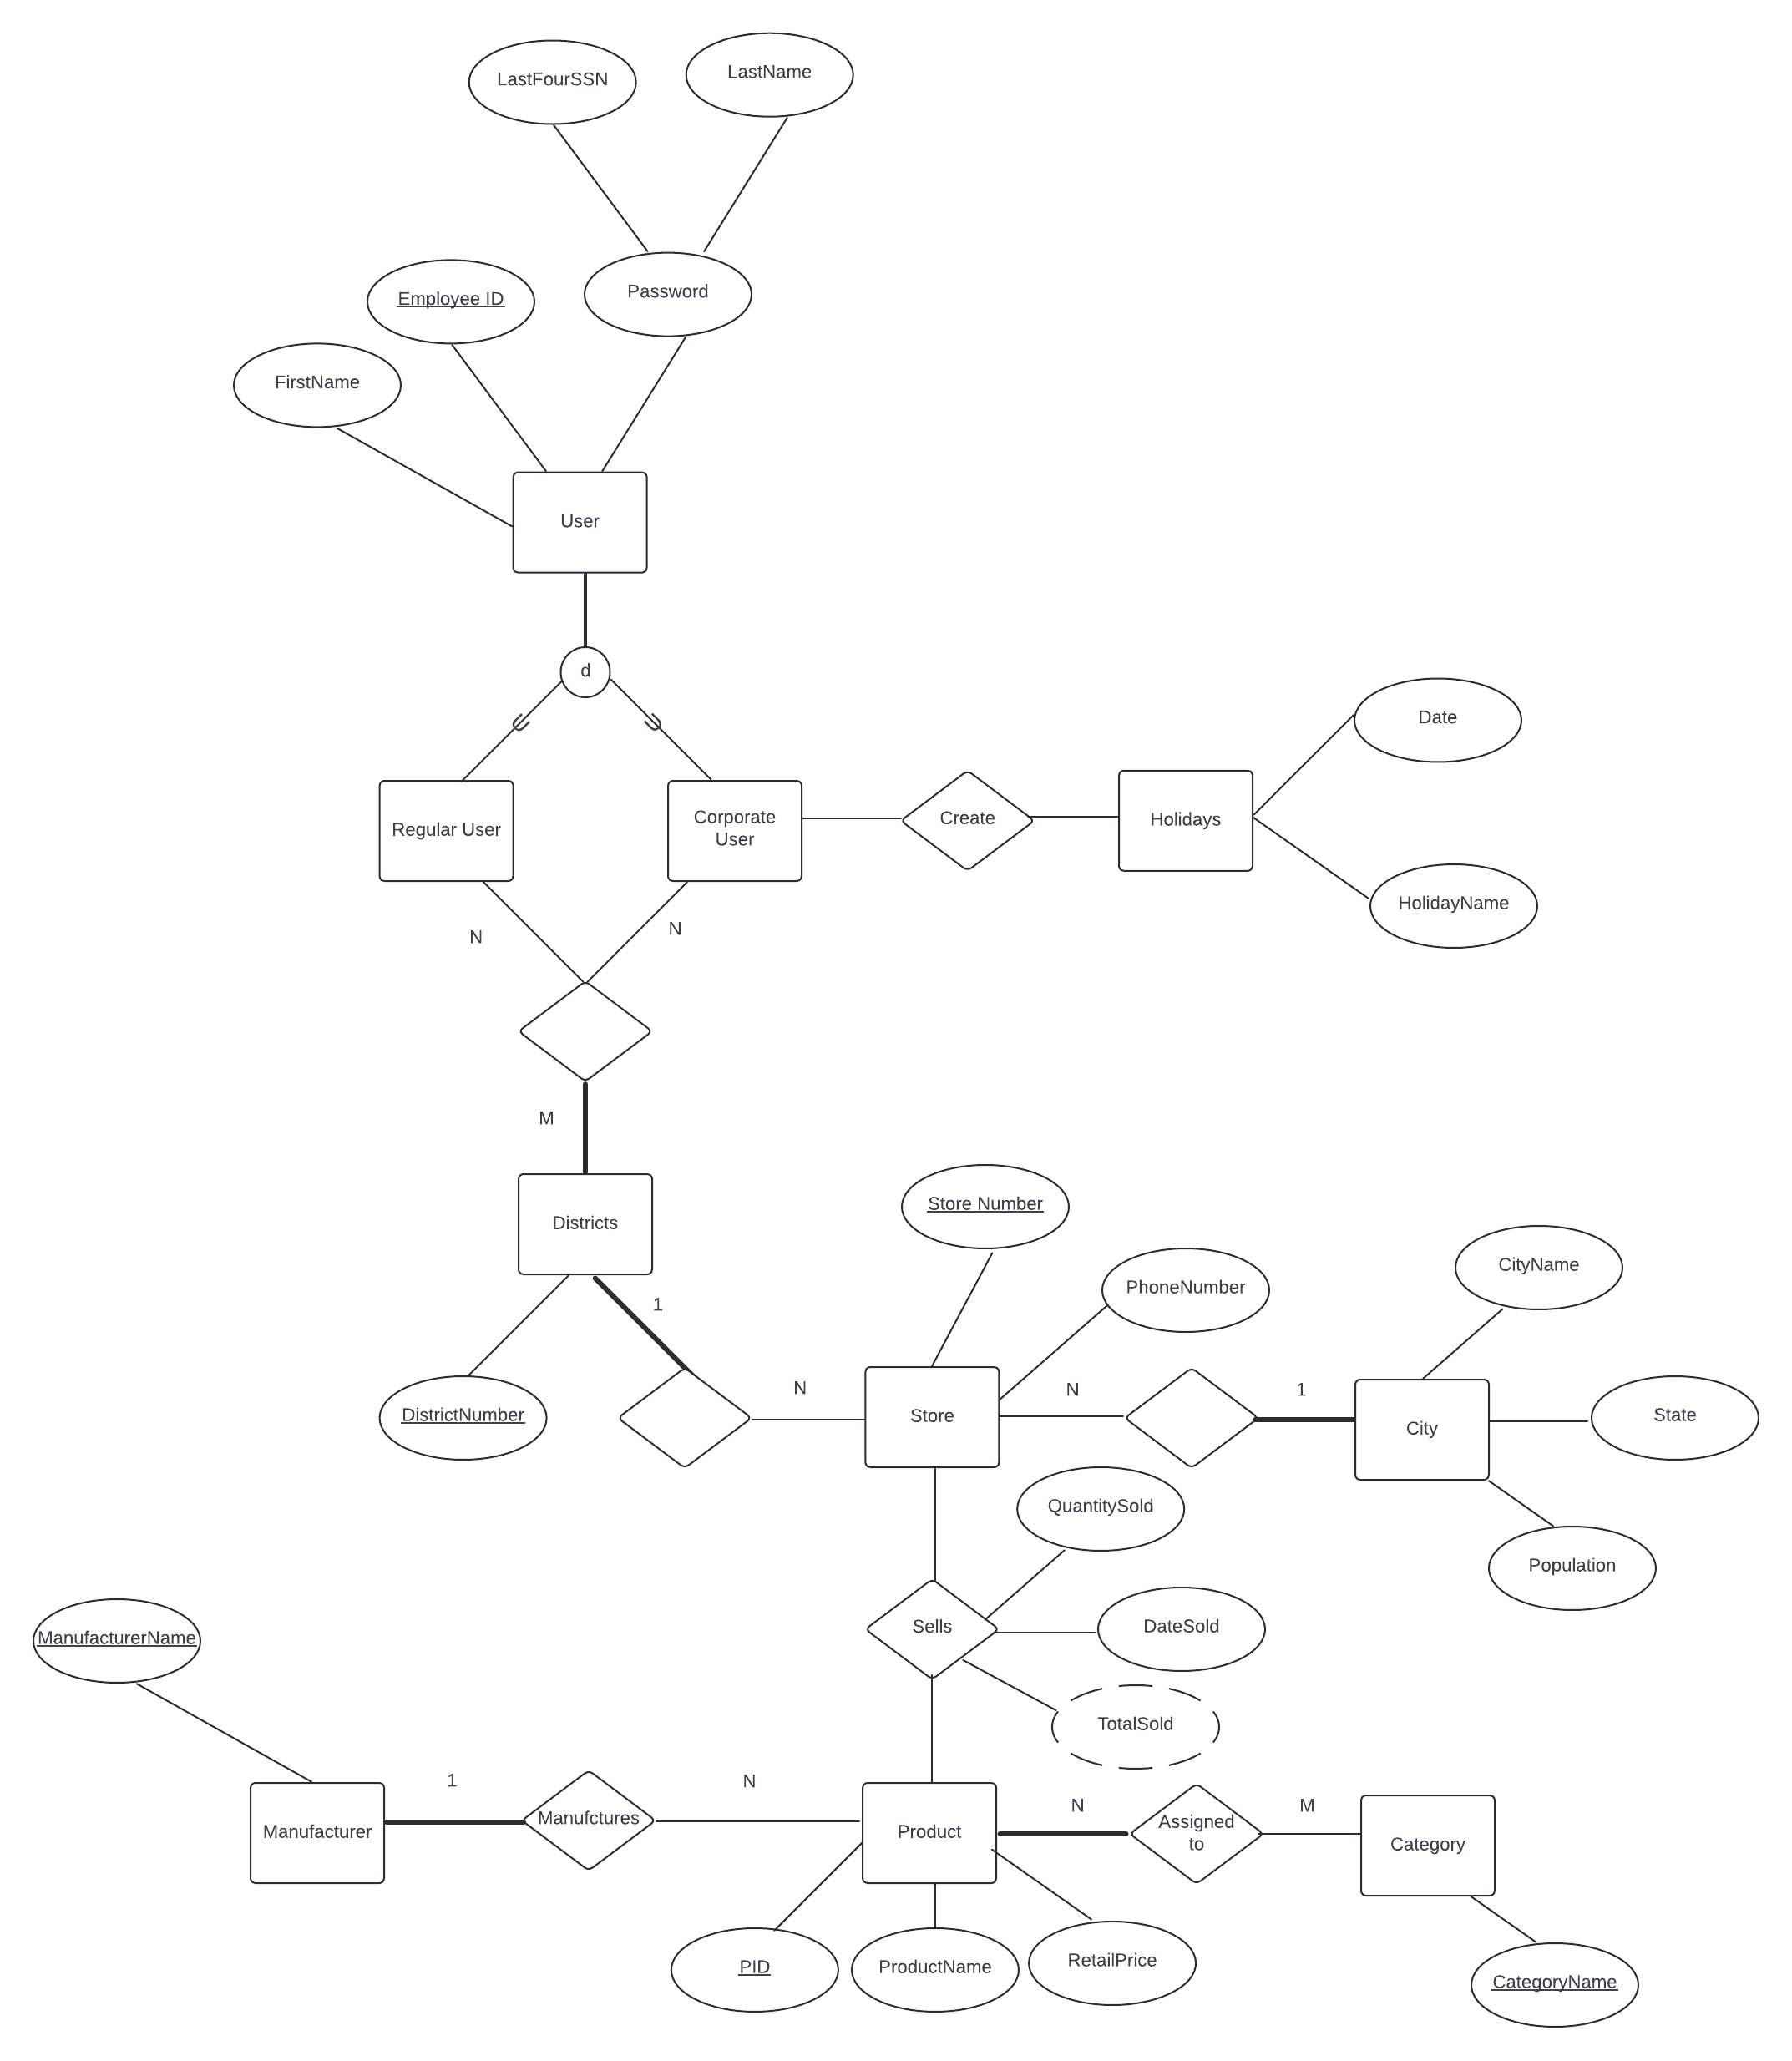 LastFourSSN
LastName
Employee ID
Password
FirstName
User
d
U
U
Date
Regular User
Corporate
User
Create
Holidays
HolidayName
N
N
M
Districts
Store Number
CityName
PhoneNumber
1
N
N
1
DistrictNumber
Store
City
State
QuantitySold
Population
Sells
DateSold
ManufacturerName
TotalSold
1
N
N
M
Manufacturer
Manufctures
Product
Assigned
to
Category
PID
ProductName
RetailPrice
CategoryName